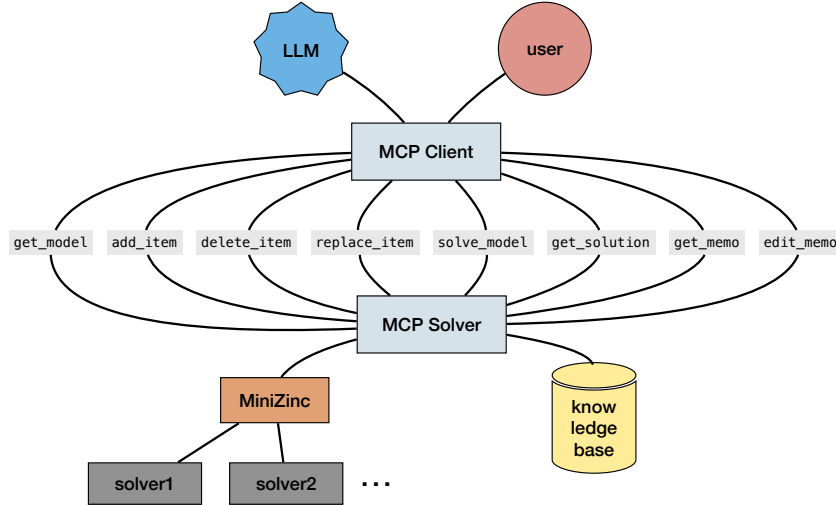 LLM
user
MCP Client
get_model
add_item
delete_item
replace_item
solve_model
get_solution
get_memo
edit_memo
MCP Solver
MiniZinc
know
ledge
base
solver1
solver2
...